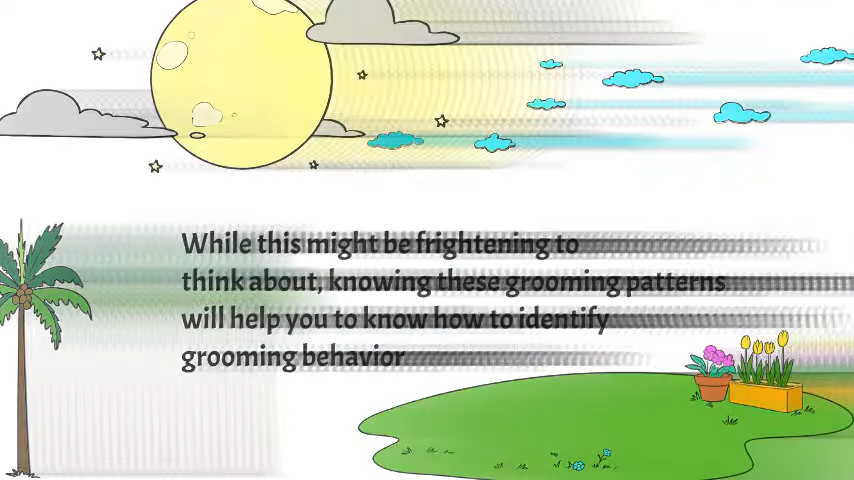 While this might be frightening to
think about, knowing these grooming patterns
will help you to know how to identify
grooming behavior